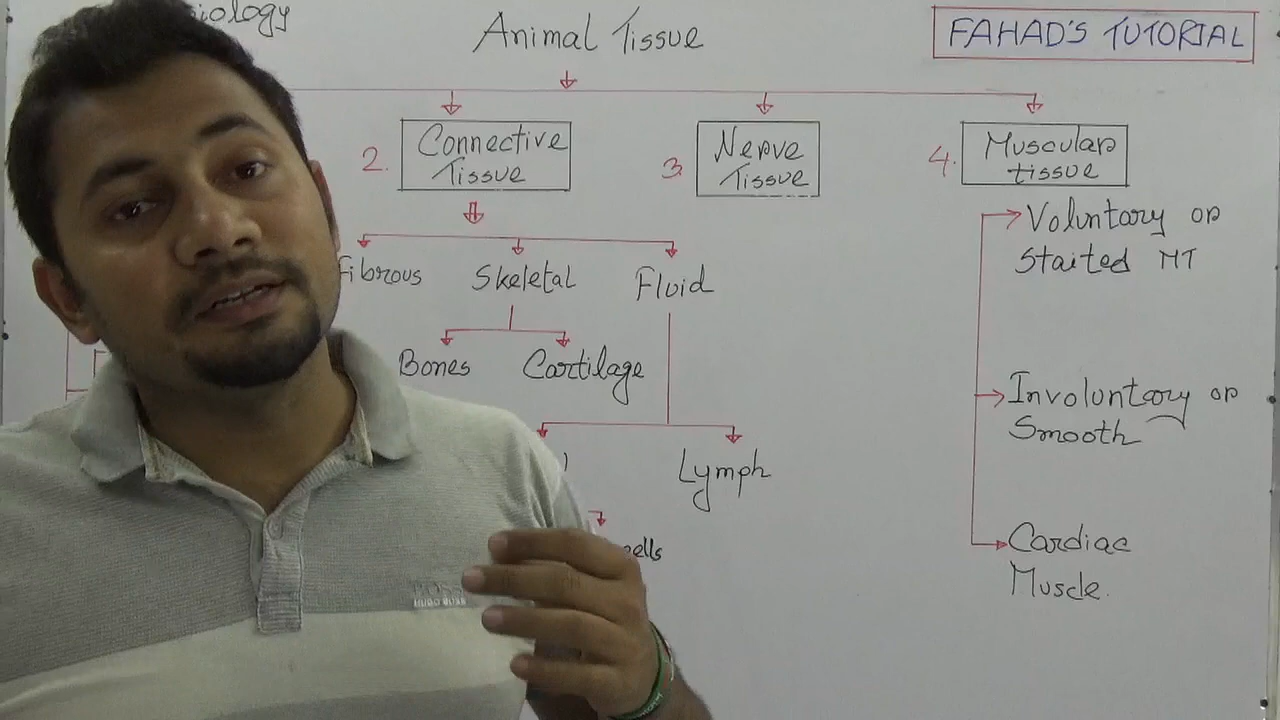 Animal Tissue
FAHAD'S TUTORIAL
2. Connective
Tissue
3. Nerve
Tissue
4. Muscular
tissue
Fibrous
Skeletal
Fluid
Bones
Cartilage
Lymph
Voluntary or
Staited MT
Involuntary or
Smooth
Cardiac
Muscle.